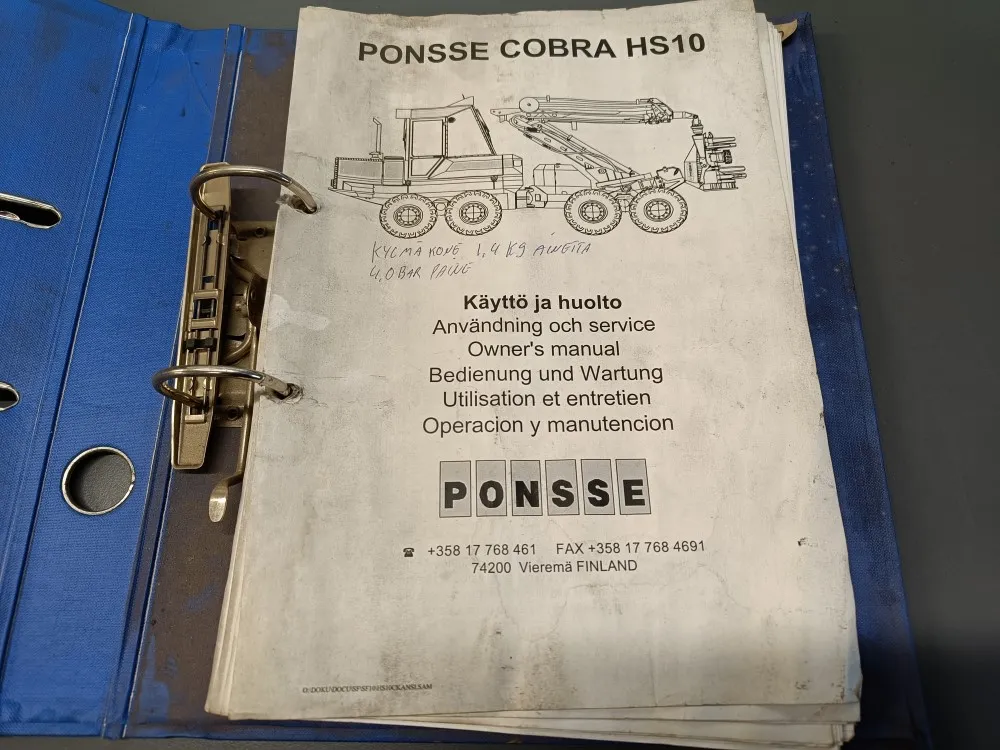 PONSSE COBRA HS10
KYLMÄ KONE 1,4 KG AINETTA
4,0 BAR PAINE
Käyttö ja huolto
Användning och service
Owner's manual
Bedienung und Wartung
Utilisation et entretien
Operacion y manutencion
PONSSE
☎ +358 17 768 461 FAX +358 17 768 4691
74200 Vieremä FINLAND